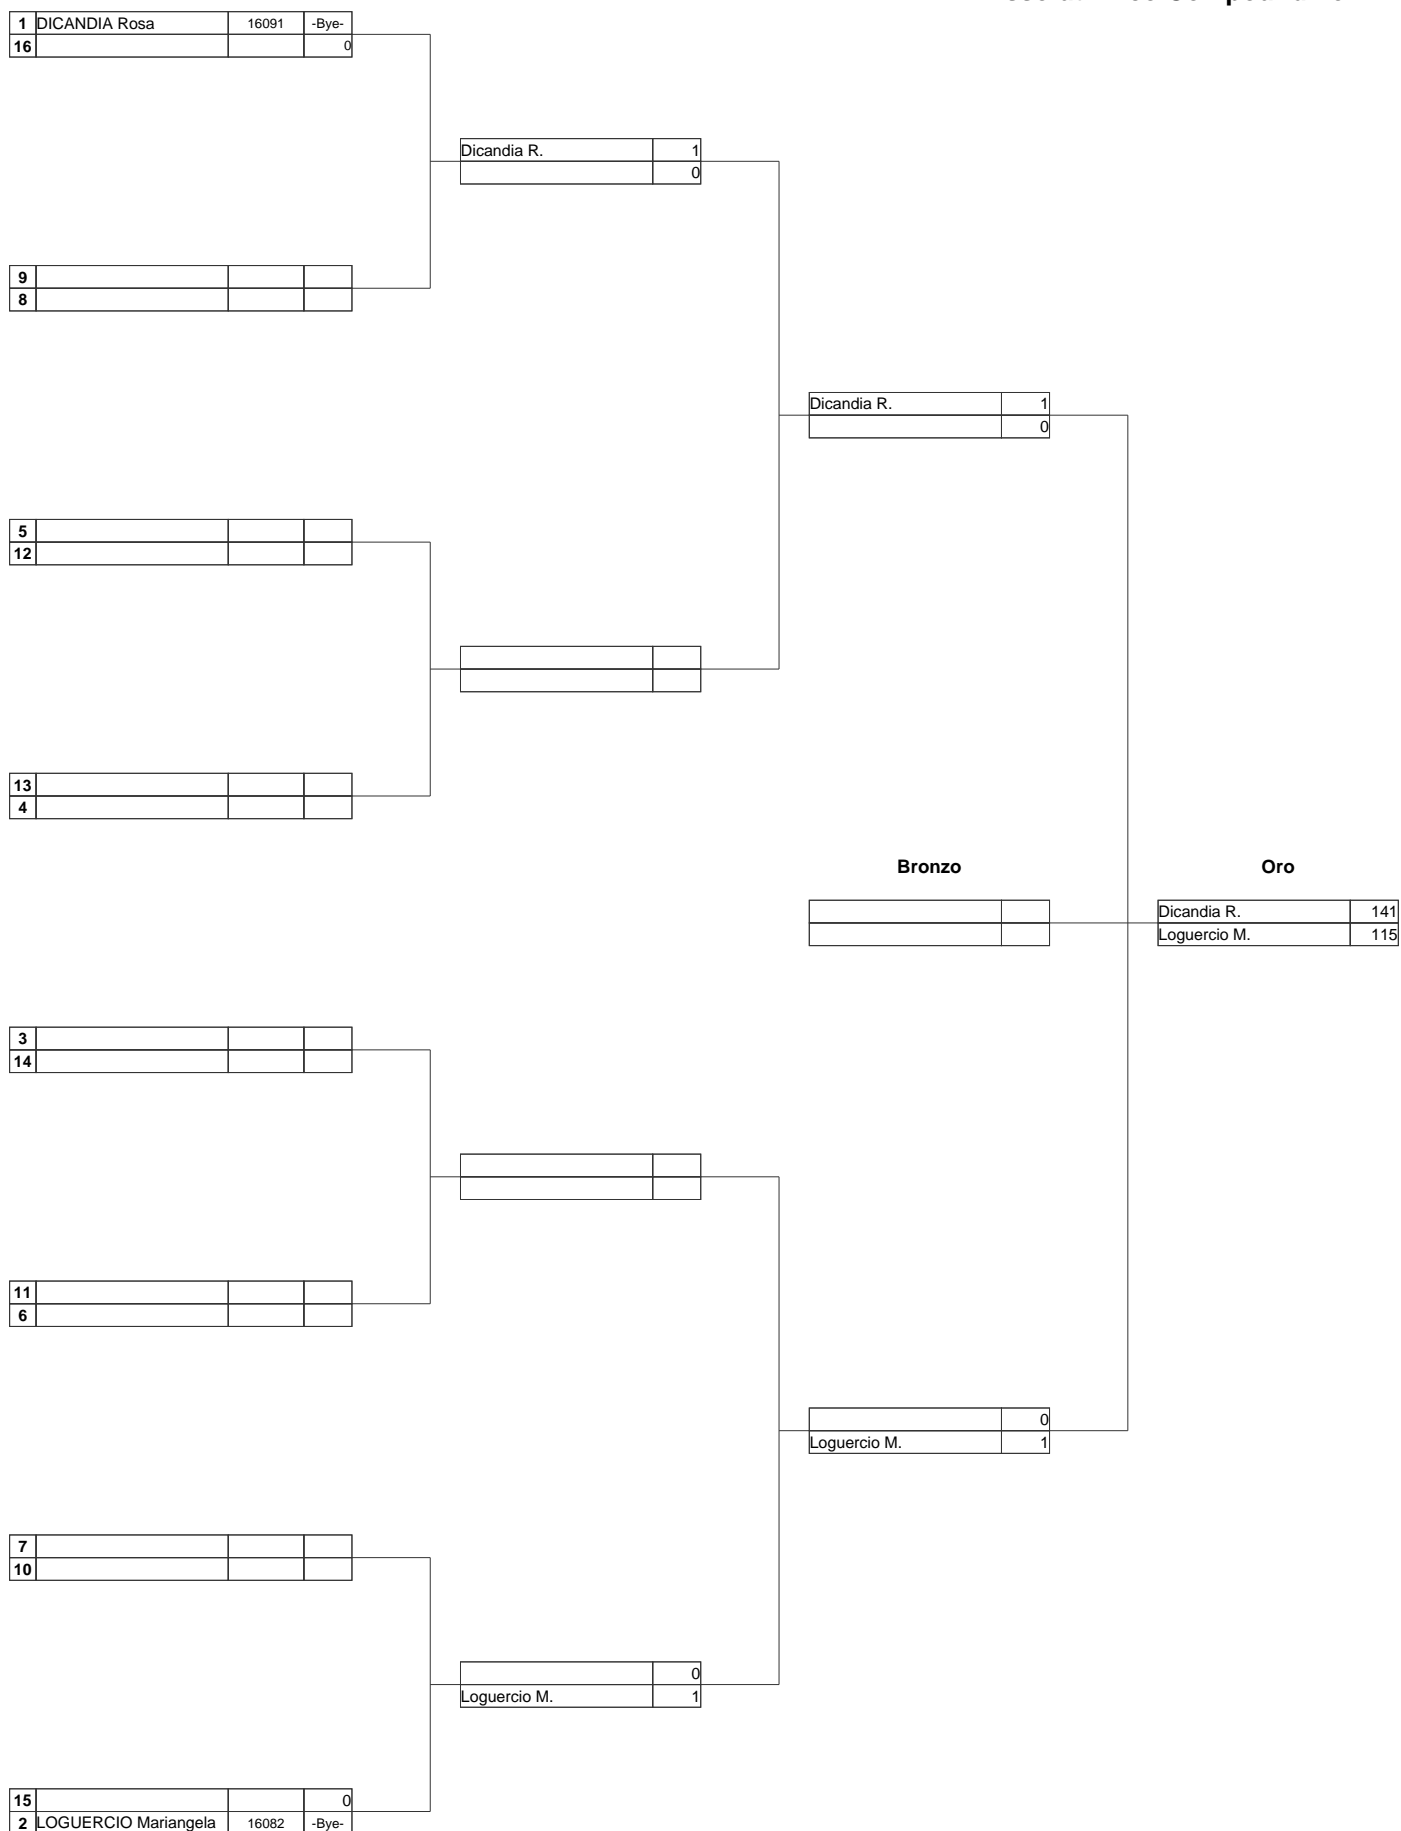 1 DICANDIA Rosa 16091 -Bye-
16 0
Dicandia R. 1
0
9
8
Dicandia R. 1
0
5
12
13
4
Bronzo Oro
Dicandia R. 141
Loguercio M. 115
3
14
11
6
0
Loguercio M. 1
7
10
0
Loguercio M. 1
15 0
2 LOGUERCIO Mariangela 16082 -Bye-